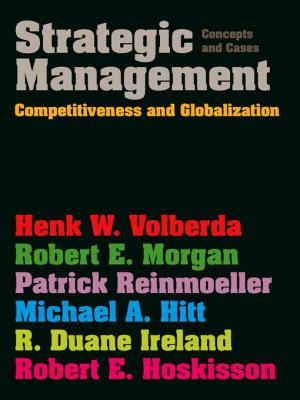 Strategic Concepts and Cases
Management
Competitiveness and Globalization
Henk W. Volberda
Robert E. Morgan
Patrick Reinmoeller
Michael A. Hitt
R. Duane Ireland
Robert E. Hoskisson